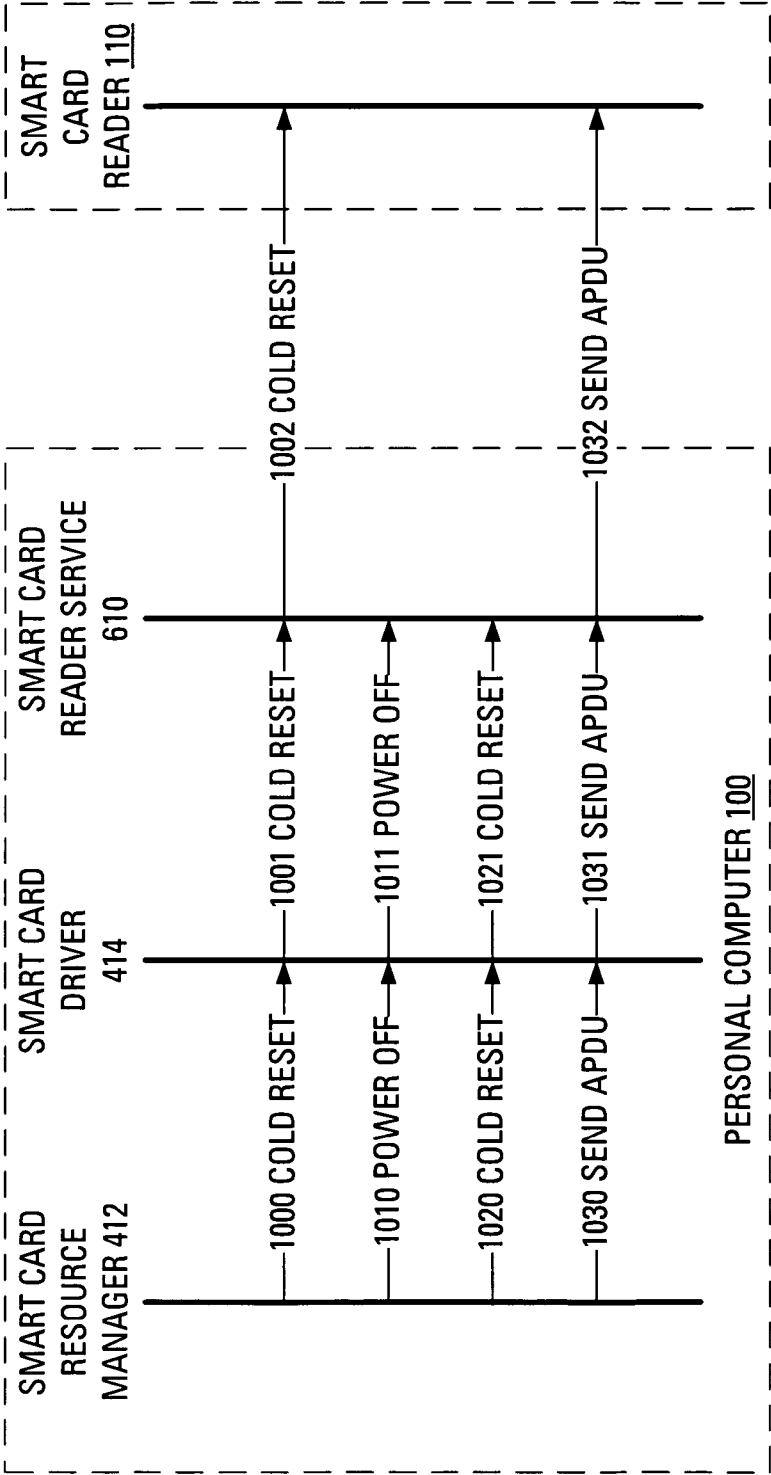 SMART CARD
RESOURCE
MANAGER 412
SMART CARD
DRIVER
414
SMART CARD
READER SERVICE
610
SMART
CARD
READER 110
1000 COLD RESET
1001 COLD RESET
1002 COLD RESET
1010 POWER OFF
1011 POWER OFF
1020 COLD RESET
1021 COLD RESET
1030 SEND APDU
1031 SEND APDU
1032 SEND APDU
PERSONAL COMPUTER 100